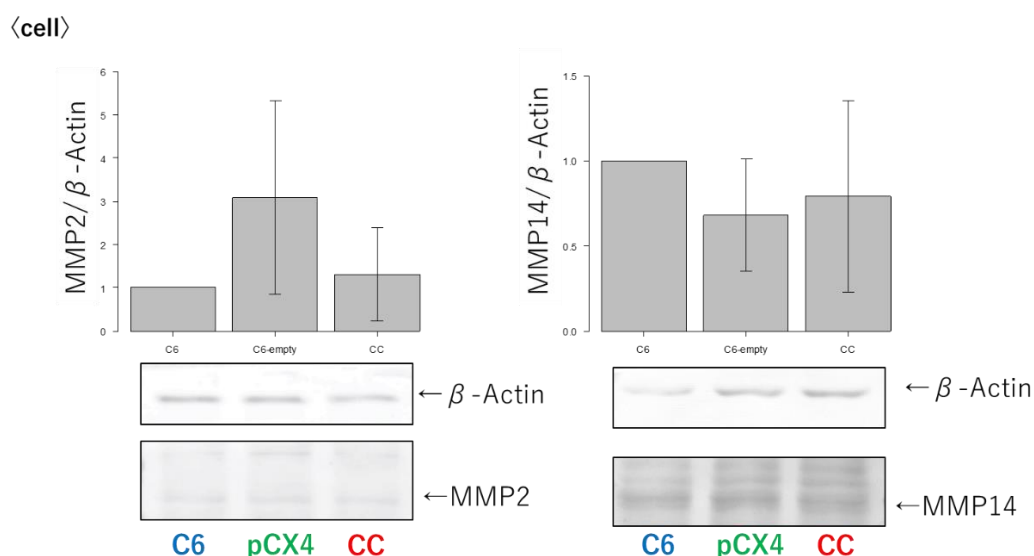 〈cell〉
MMP2/β-Actin
6
5
4
3
2
1
0
C6 C6-empty CC
←β-Actin
←MMP2
C6 pCX4 CC
MMP14/β-Actin
1.5
1.0
0.5
0.0
C6 C6-empty CC
←β-Actin
←MMP14
C6 pCX4 CC